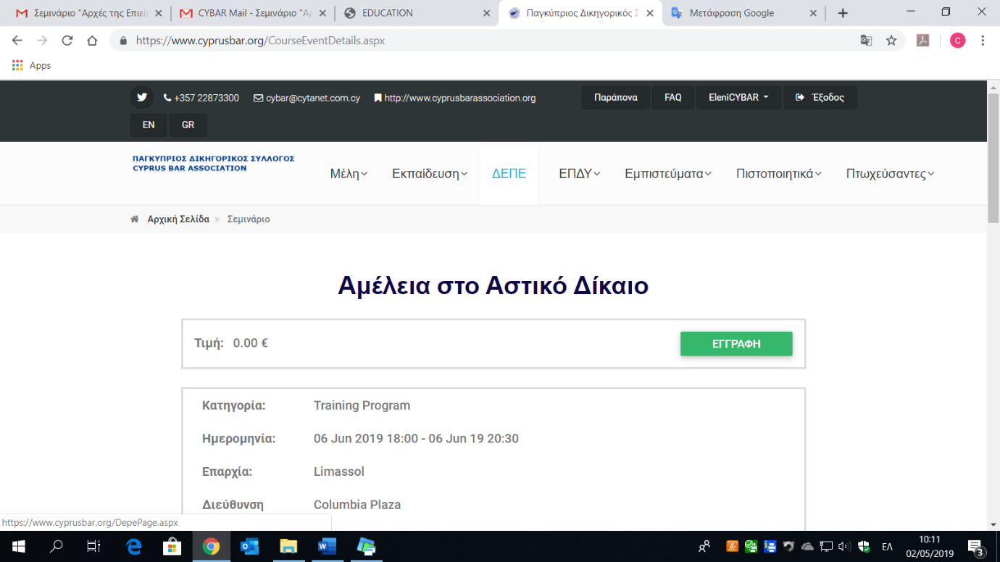 Σεμινάριο "Αρχές της Επιεί
CYBAR Mail - Σεμινάριο "Αρ
EDUCATION
Παγκύπριος Δικηγορικός Σ
Μετάφραση Google
https://www.cyprusbar.org/CourseEventDetails.aspx
C
Apps
+357 22873300
cybar@cytanet.com.cy
http://www.cyprusbarassociation.org
Παράπονα
FAQ
EleniCYBAR
Έξοδος
EN
GR
ΠΑΓΚΥΠΡΙΟΣ ΔΙΚΗΓΟΡΙΚΟΣ ΣΥΛΛΟΓΟΣ
CYPRUS BAR ASSOCIATION
Μέλη
Εκπαίδευση
ΔΕΠΕ
ΕΠΔΥ
Εμπιστεύματα
Πιστοποιητικά
Πτωχεύσαντες
Αρχική Σελίδα » Σεμινάριο
Αμέλεια στο Αστικό Δίκαιο
Τιμή: 0.00 €
ΕΓΓΡΑΦΗ
Κατηγορία: Training Program
Ημερομηνία: 06 Jun 2019 18:00 - 06 Jun 19 20:30
Επαρχία: Limassol
Διεύθυνση Columbia Plaza
https://www.cyprusbar.org/DepePage.aspx
ΕΛ
10:11
02/05/2019
3